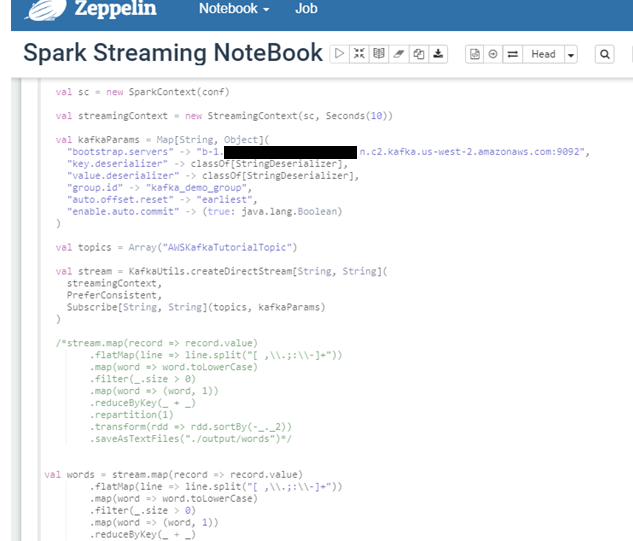 Zeppelin Notebook Job
Spark Streaming NoteBook Head
val sc = new SparkContext(conf)
val streamingContext = new StreamingContext(sc, Seconds(10))
val kafkaParams = Map[String, Object](
"bootstrap.servers" -> "b-1. n.c2.kafka.us-west-2.amazonaws.com:9092",
"key.deserializer" -> classOf[StringDeserializer],
"value.deserializer" -> classOf[StringDeserializer],
"group.id" -> "kafka_demo_group",
"auto.offset.reset" -> "earliest",
"enable.auto.commit" -> (true: java.lang.Boolean)
)
val topics = Array("AWSKafkaTutorialTopic")
val stream = KafkaUtils.createDirectStream[String, String](
streamingContext,
PreferConsistent,
Subscribe[String, String](topics, kafkaParams)
)
/*stream.map(record => record.value)
.flatMap(line => line.split("[ ,\\.;:\\-]+"))
.map(word => word.toLowerCase)
.filter(_.size > 0)
.map(word => (word, 1))
.reduceByKey(_ + _)
.repartition(1)
.transform(rdd => rdd.sortBy(-_._2))
.saveAsTextFiles("./output/words")*/
val words = stream.map(record => record.value)
.flatMap(line => line.split("[ ,\\.;:\\-]+"))
.map(word => word.toLowerCase)
.filter(_.size > 0)
.map(word => (word, 1))
.reduceByKey(_ + _)